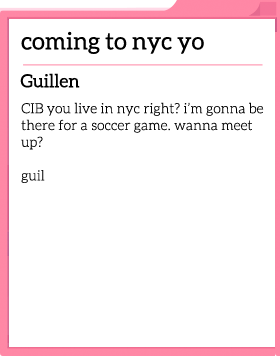 coming to nyc yo
Guillen
CIB you live in nyc right? i'm gonna be
there for a soccer game. wanna meet
up?
guil